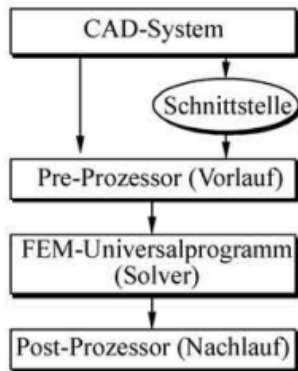 CAD-System
Schnittstelle
Pre-Prozessor (Vorlauf)
FEM-Universalprogramm
(Solver)
Post-Prozessor (Nachlauf)